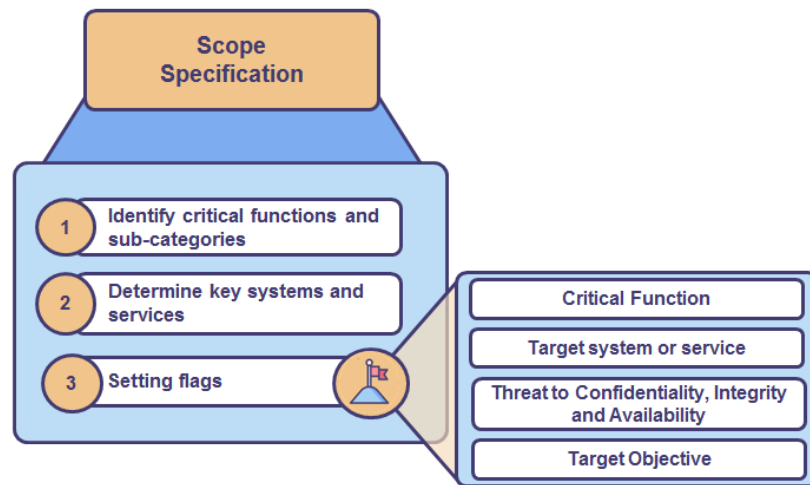 Scope
Specification
1
Identify critical functions and
sub-categories
2
Determine key systems and
services
3
Setting flags
Critical Function
Target system or service
Threat to Confidentiality, Integrity
and Availability
Target Objective